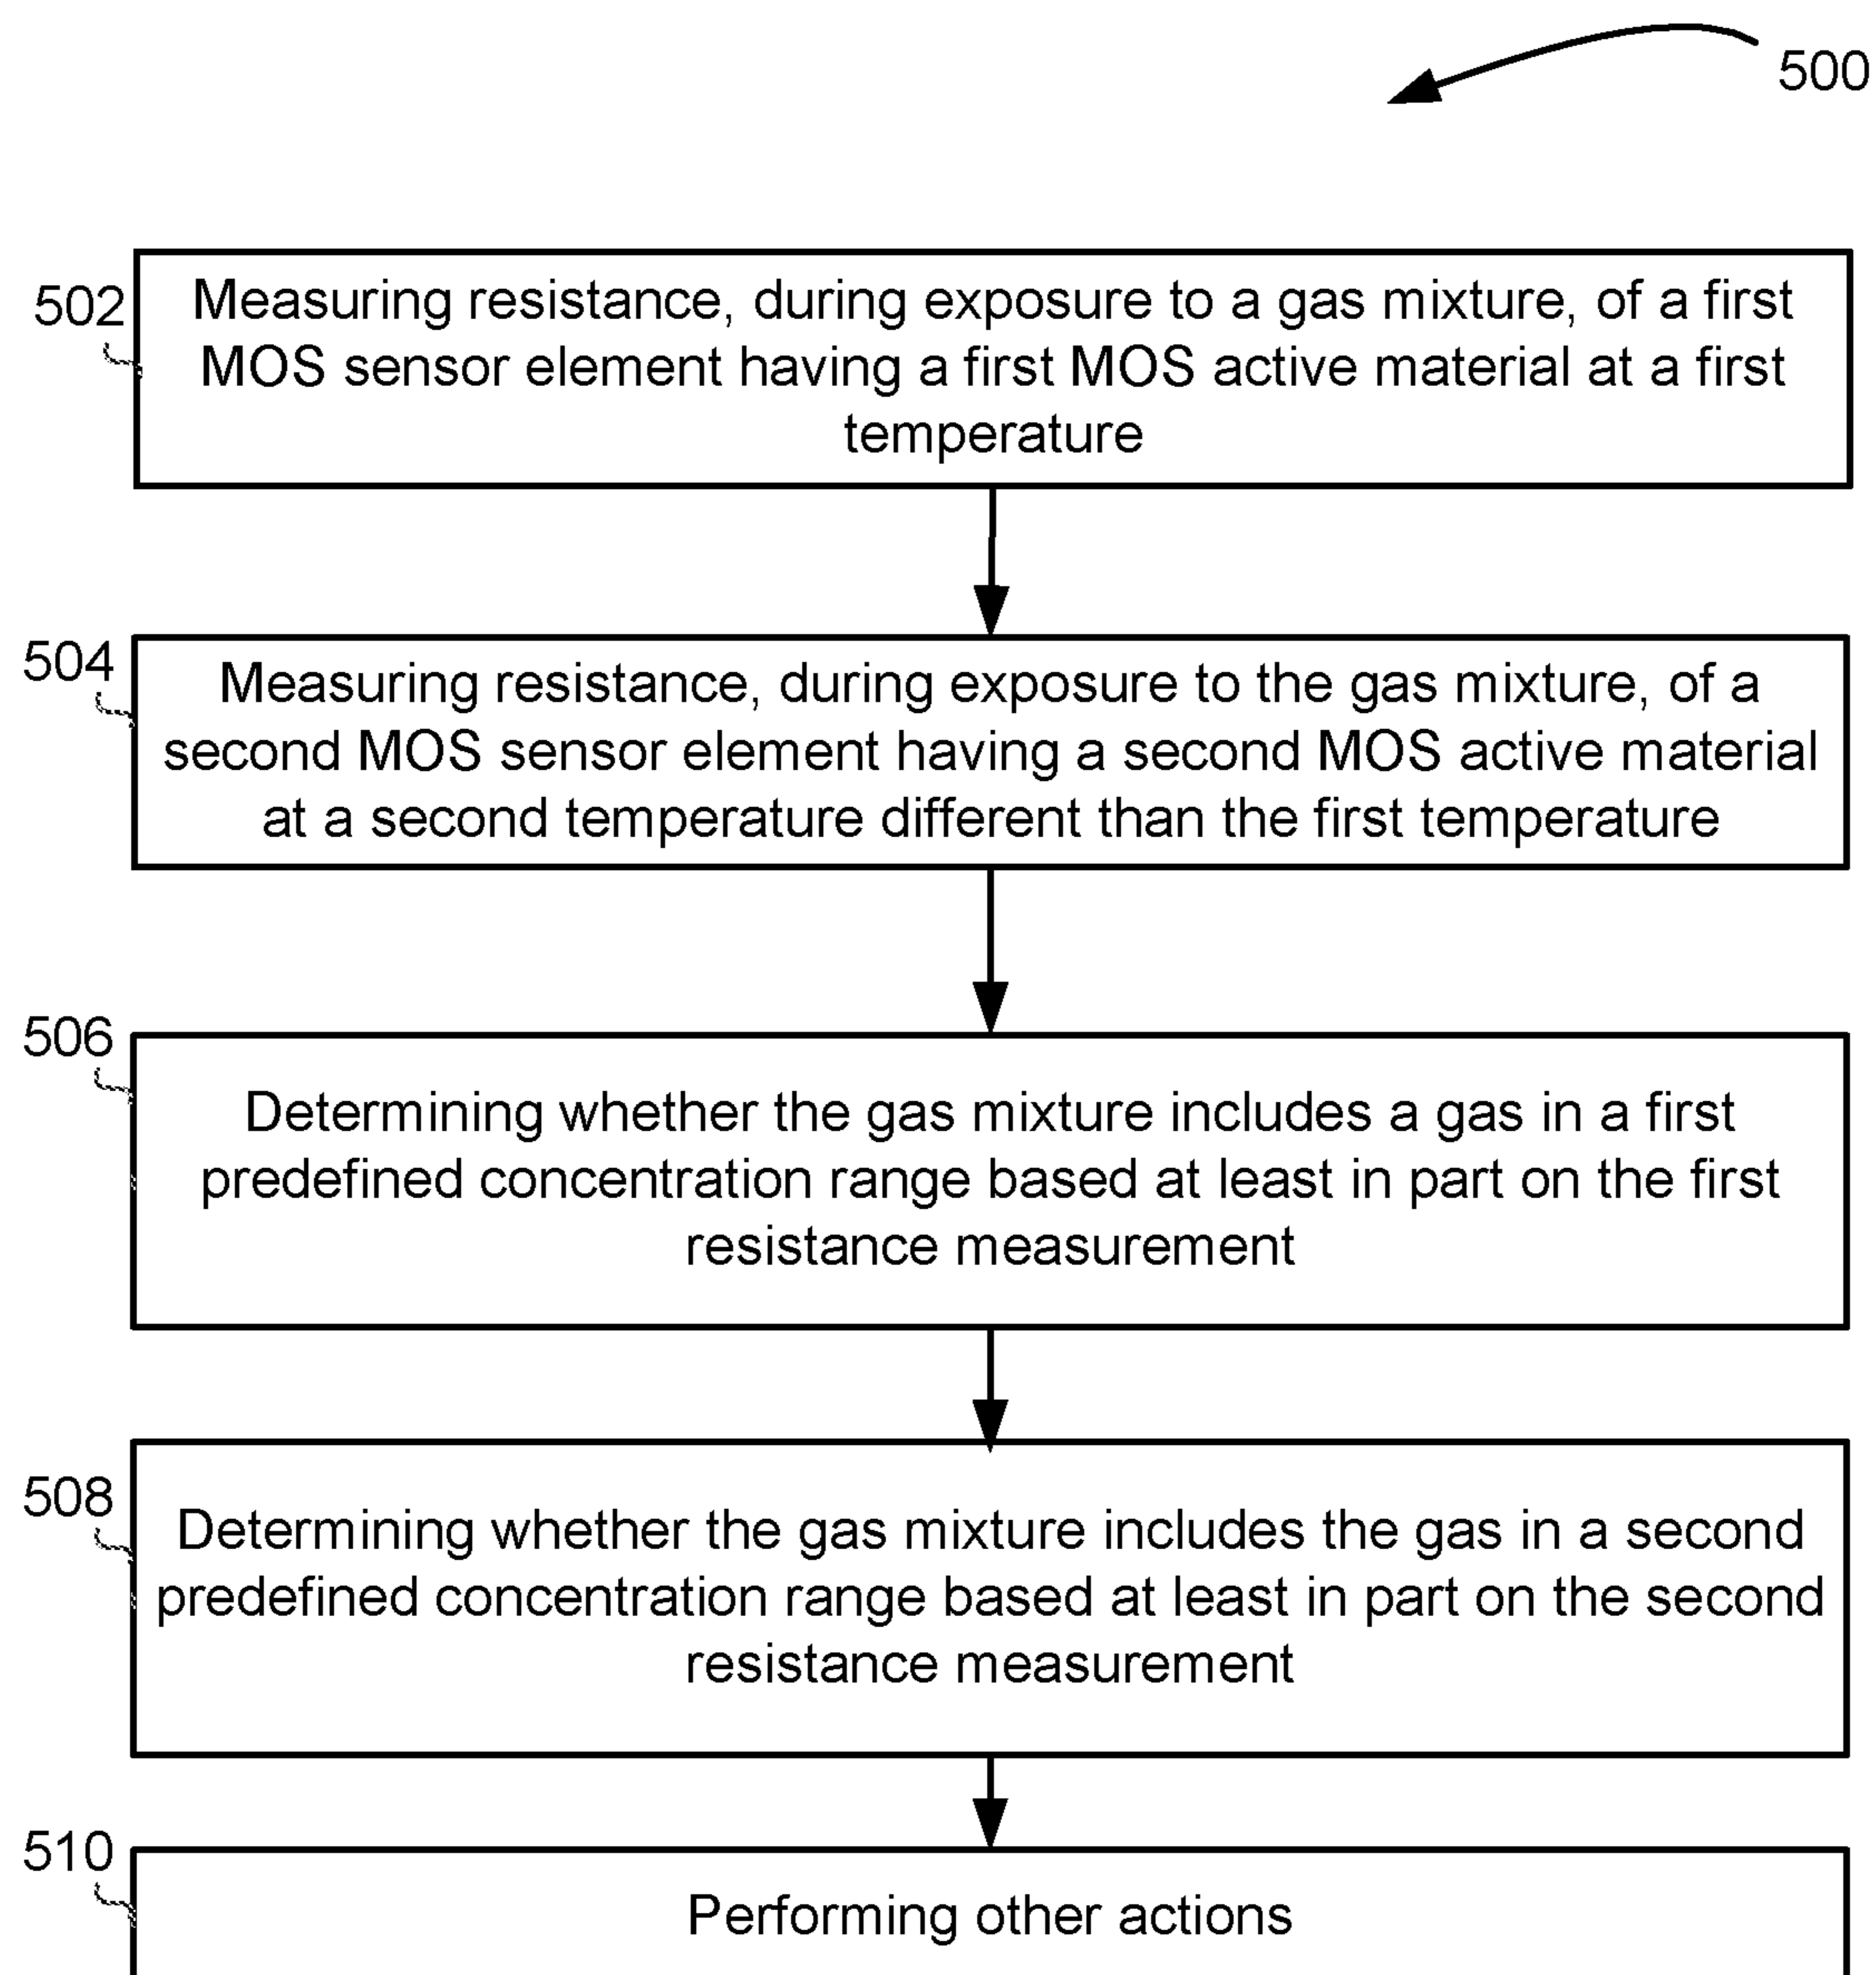 500
502
Measuring resistance, during exposure to a gas mixture, of a first
MOS sensor element having a first MOS active material at a first
temperature
504
Measuring resistance, during exposure to the gas mixture, of a
second MOS sensor element having a second MOS active material
at a second temperature different than the first temperature
506
Determining whether the gas mixture includes a gas in a first
predefined concentration range based at least in part on the first
resistance measurement
508
Determining whether the gas mixture includes the gas in a second
predefined concentration range based at least in part on the second
resistance measurement
510
Performing other actions